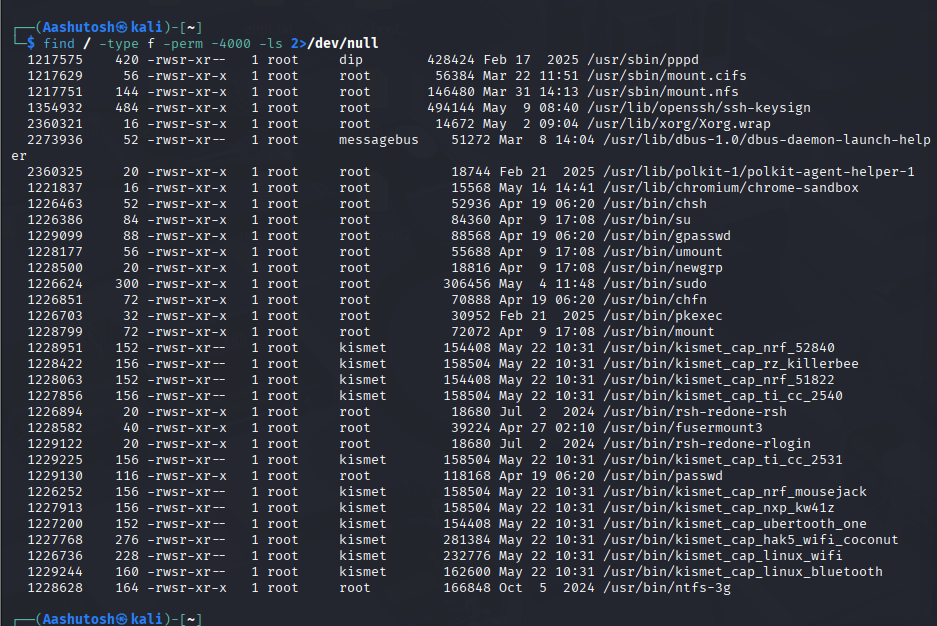 ┌──(Aashutosh㉿kali)-[~]
└─$ find / -type f -perm -4000 -ls 2>/dev/null
1217575    420 -rwsr-xr--   1 root     dip        428424 Feb 17  2025 /usr/sbin/pppd
1217629     56 -rwsr-xr-x   1 root     root        56384 Mar 22 11:51 /usr/sbin/mount.cifs
1217751    144 -rwsr-xr-x   1 root     root       146480 Mar 31 14:13 /usr/sbin/mount.nfs
1354932    484 -rwsr-xr-x   1 root     root       494144 May  9 08:40 /usr/lib/openssh/ssh-keysign
2360321     16 -rwsr-sr-x   1 root     root        14672 May  2 09:04 /usr/lib/xorg/Xorg.wrap
2273936     52 -rwsr-xr--   1 root     messagebus    51272 Mar  8 14:04 /usr/lib/dbus-1.0/dbus-daemon-launch-help
er
2360325     20 -rwsr-xr-x   1 root     root        18744 Feb 21  2025 /usr/lib/polkit-1/polkit-agent-helper-1
1221837     16 -rwsr-xr-x   1 root     root        15568 May 14 14:41 /usr/lib/chromium/chrome-sandbox
1226463     52 -rwsr-xr-x   1 root     root        52936 Apr 19 06:20 /usr/bin/chsh
1226386     84 -rwsr-xr-x   1 root     root        84360 Apr  9 17:08 /usr/bin/su
1229099     88 -rwsr-xr-x   1 root     root        88568 Apr 19 06:20 /usr/bin/gpasswd
1228177     56 -rwsr-xr-x   1 root     root        55688 Apr  9 17:08 /usr/bin/umount
1228500     20 -rwsr-xr-x   1 root     root        18816 Apr  9 17:08 /usr/bin/newgrp
1226624    300 -rwsr-xr-x   1 root     root       306456 May  4 11:48 /usr/bin/sudo
1226851     72 -rwsr-xr-x   1 root     root        70888 Apr 19 06:20 /usr/bin/chfn
1226703     32 -rwsr-xr-x   1 root     root        30952 Feb 21  2025 /usr/bin/pkexec
1228799     72 -rwsr-xr-x   1 root     root        72072 Apr  9 17:08 /usr/bin/mount
1228951    152 -rwsr-xr--   1 root     kismet     154408 May 22 10:31 /usr/bin/kismet_cap_nrf_52840
1228422    156 -rwsr-xr--   1 root     kismet     158504 May 22 10:31 /usr/bin/kismet_cap_rz_killerbee
1228063    152 -rwsr-xr--   1 root     kismet     154408 May 22 10:31 /usr/bin/kismet_cap_nrf_51822
1227856    156 -rwsr-xr--   1 root     kismet     158504 May 22 10:31 /usr/bin/kismet_cap_ti_cc_2540
1226894     20 -rwsr-xr-x   1 root     root        18680 Jul  2  2024 /usr/bin/rsh-redone-rsh
1228582     40 -rwsr-xr-x   1 root     root        39224 Apr 27 02:10 /usr/bin/fusermount3
1229122     20 -rwsr-xr-x   1 root     root        18680 Jul  2  2024 /usr/bin/rsh-redone-rlogin
1229225    156 -rwsr-xr--   1 root     kismet     158504 May 22 10:31 /usr/bin/kismet_cap_ti_cc_2531
1229130    116 -rwsr-xr-x   1 root     root       118168 Apr 19 06:20 /usr/bin/passwd
1226252    156 -rwsr-xr--   1 root     kismet     158504 May 22 10:31 /usr/bin/kismet_cap_nrf_mousejack
1227913    156 -rwsr-xr--   1 root     kismet     158504 May 22 10:31 /usr/bin/kismet_cap_nxp_kw41z
1227200    152 -rwsr-xr--   1 root     kismet     154408 May 22 10:31 /usr/bin/kismet_cap_ubertooth_one
1227768    276 -rwsr-xr--   1 root     kismet     281384 May 22 10:31 /usr/bin/kismet_cap_hak5_wifi_coconut
1226736    228 -rwsr-xr--   1 root     kismet     232776 May 22 10:31 /usr/bin/kismet_cap_linux_wifi
1229244    160 -rwsr-xr--   1 root     kismet     162600 May 22 10:31 /usr/bin/kismet_cap_linux_bluetooth
1228628    164 -rwsr-xr-x   1 root     root       166848 Oct  5  2024 /usr/bin/ntfs-3g
┌──(Aashutosh㉿kali)-[~]